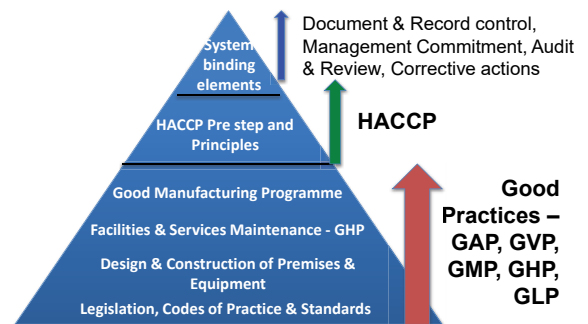 System
binding
elements
Document & Record control,
Management Commitment, Audit
& Review, Corrective actions
HACCP Pre step and
Principles
HACCP
Good Manufacturing Programme
Facilities & Services Maintenance - GHP
Design & Construction of Premises &
Equipment
Legislation, Codes of Practice & Standards
Good
Practices –
GAP, GVP,
GMP, GHP,
GLP